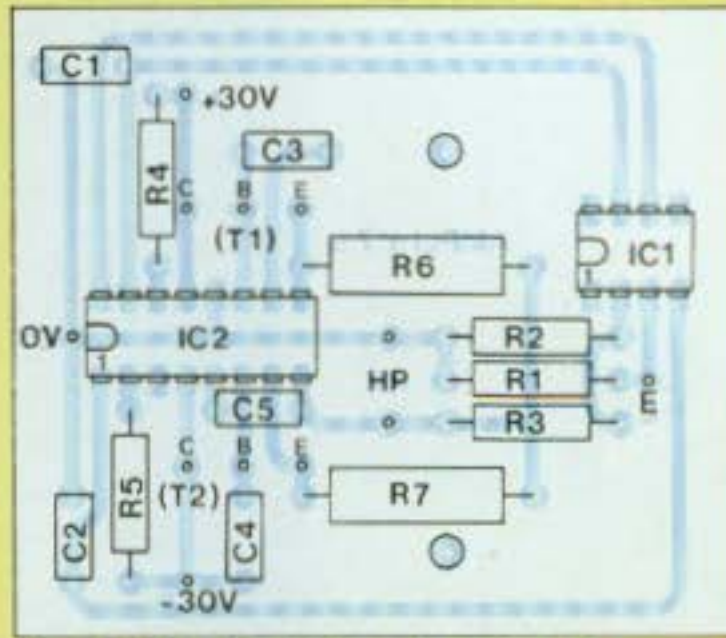 C1
+30V
C3
R4
C B E
(T1)
IC1
1
R6
0V
IC2
1
R2
HP
R1
E
C5
R3
C B E
R5
(T2)
R7
C2
C4
-30V